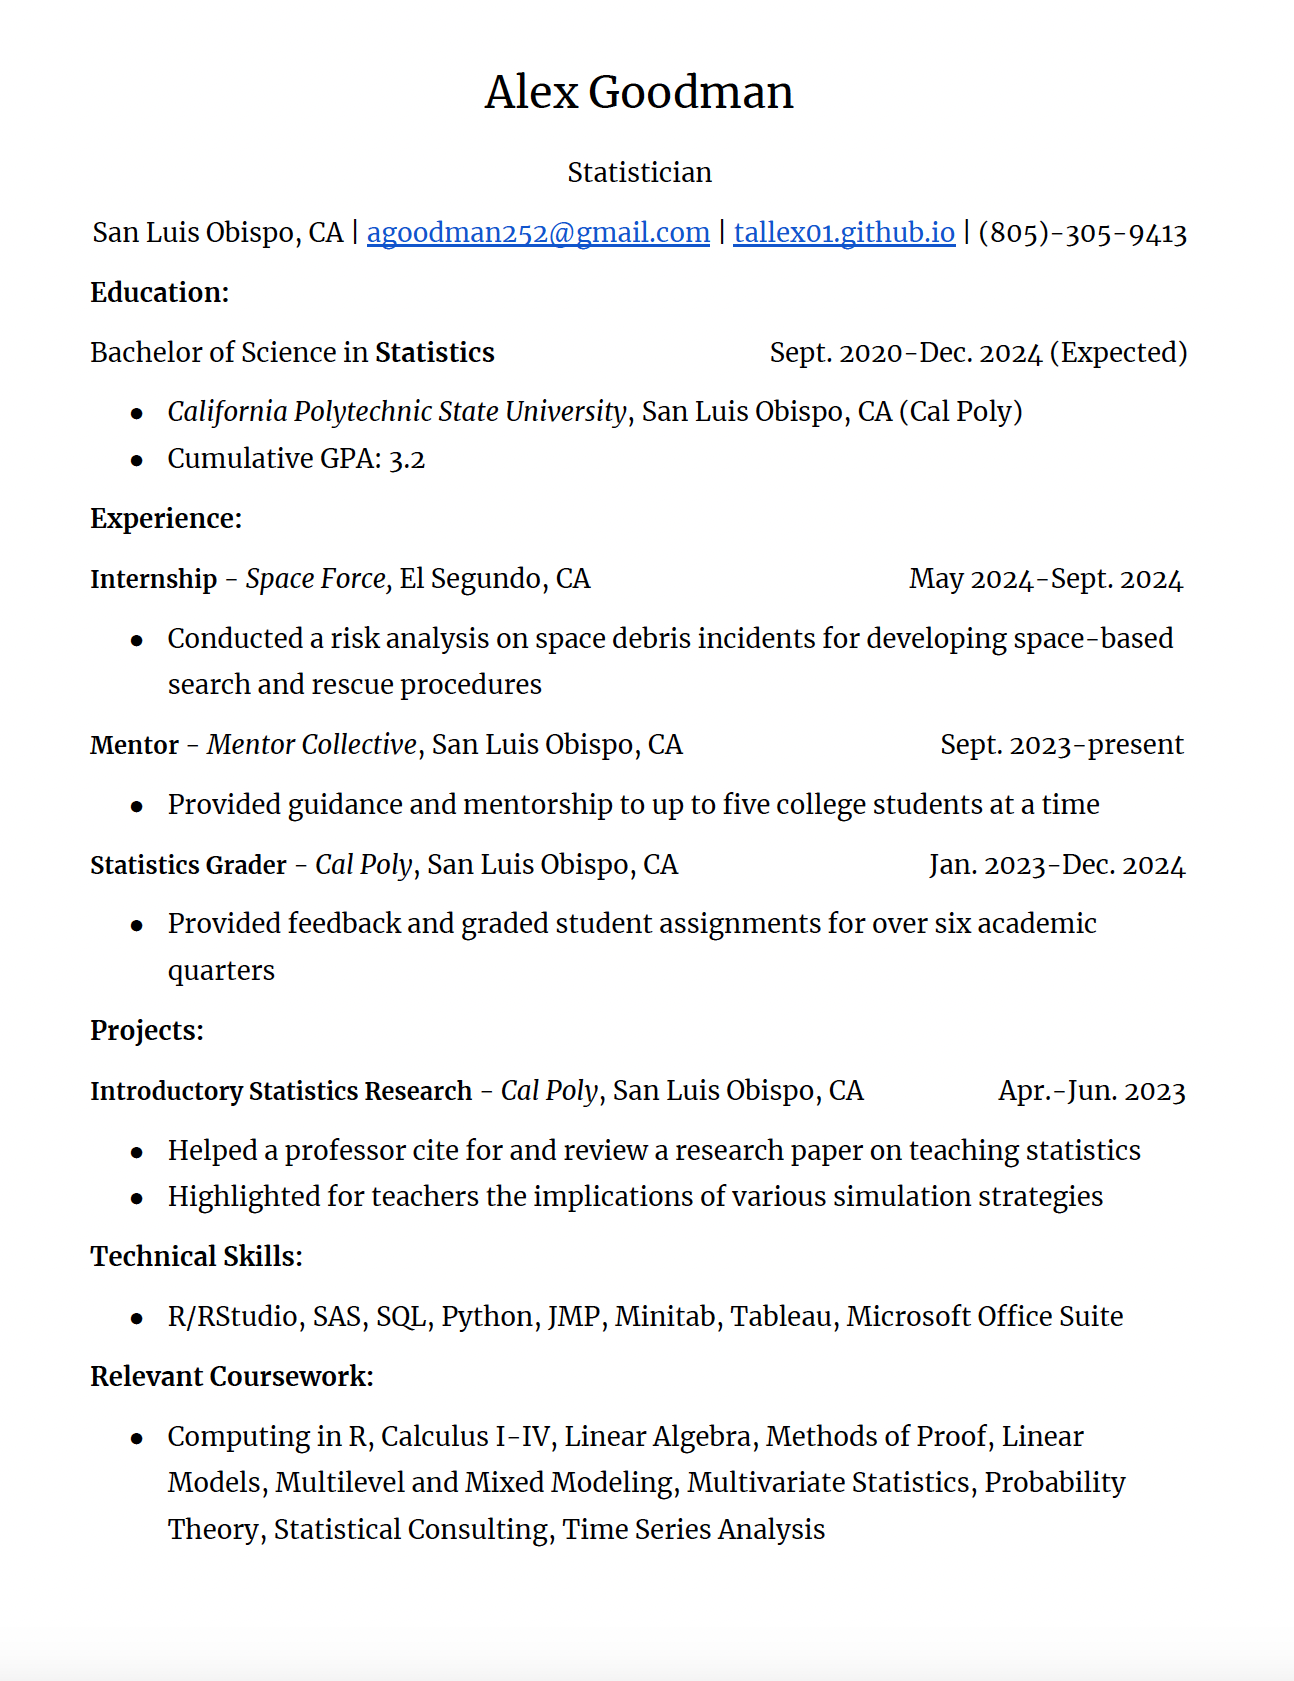 Alex Goodman
Statistician
San Luis Obispo, CA | agoodman252@gmail.com | tallex01.github.io | (805)-305-9413
Education:
Bachelor of Science in Statistics Sept. 2020-Dec. 2024 (Expected)
● California Polytechnic State University, San Luis Obispo, CA (Cal Poly)
● Cumulative GPA: 3.2
Experience:
Internship - Space Force, El Segundo, CA May 2024-Sept. 2024
● Conducted a risk analysis on space debris incidents for developing space-based
search and rescue procedures
Mentor - Mentor Collective, San Luis Obispo, CA Sept. 2023-present
● Provided guidance and mentorship to up to five college students at a time
Statistics Grader - Cal Poly, San Luis Obispo, CA Jan. 2023-Dec. 2024
● Provided feedback and graded student assignments for over six academic
quarters
Projects:
Introductory Statistics Research - Cal Poly, San Luis Obispo, CA Apr.-Jun. 2023
● Helped a professor cite for and review a research paper on teaching statistics
● Highlighted for teachers the implications of various simulation strategies
Technical Skills:
● R/RStudio, SAS, SQL, Python, JMP, Minitab, Tableau, Microsoft Office Suite
Relevant Coursework:
● Computing in R, Calculus I-IV, Linear Algebra, Methods of Proof, Linear
Models, Multilevel and Mixed Modeling, Multivariate Statistics, Probability
Theory, Statistical Consulting, Time Series Analysis